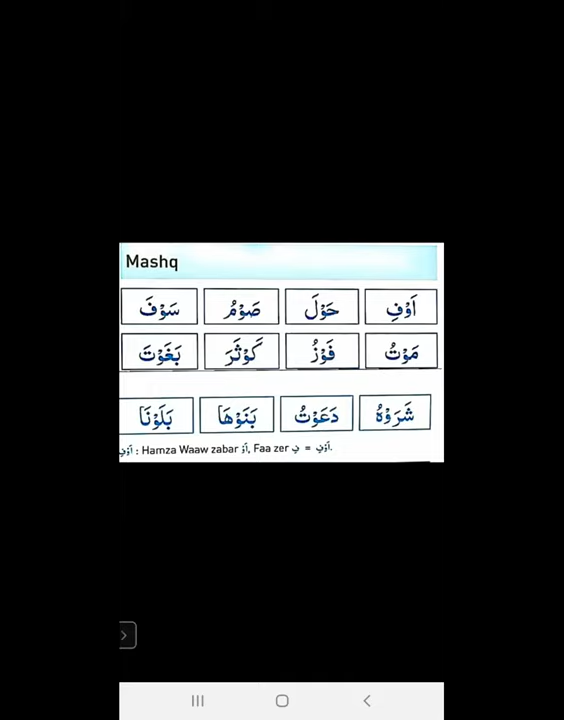 Mashq
اَوْفِ حَوْلَ صَوْمُ سَوْفَ
مَوْتُ فَوْزُ كَوْثَرَ بَغَوْتَ
شَرَوْهُ دَعَوْتُ بَنَوْهَا بَلَوْنَا
اَوْفِ : Hamza Waaw zabar اَوْ, Faa zer فِ = اَوْفِ.